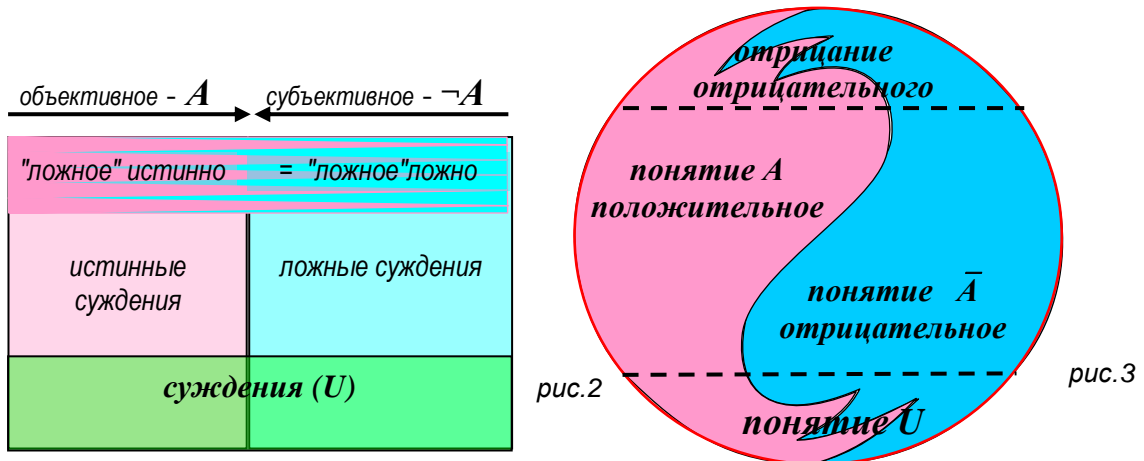 объективное - A субъективное - ¬A
"ложное" истинно = "ложное"ложно
истинные
суждения
ложные суждения
суждения (U)
рис.2
отрицание
отрицательного
понятие A
положительное
понятие A̅
отрицательное
понятие U
рис.3